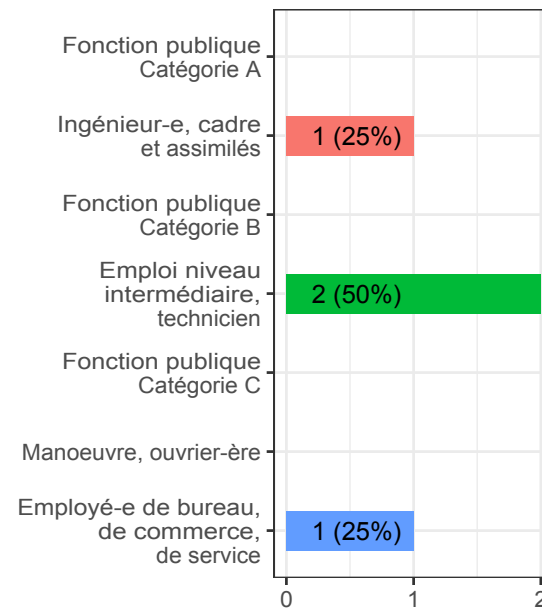 Fonction publique
Catégorie A
Ingénieur-e, cadre
et assimilés
1 (25%)
Fonction publique
Catégorie B
Emploi niveau
intermédiaire,
technicien
2 (50%)
Fonction publique
Catégorie C
Manoeuvre, ouvrier-ère
Employé-e de bureau,
de commerce,
de service
1 (25%)
0 1 2